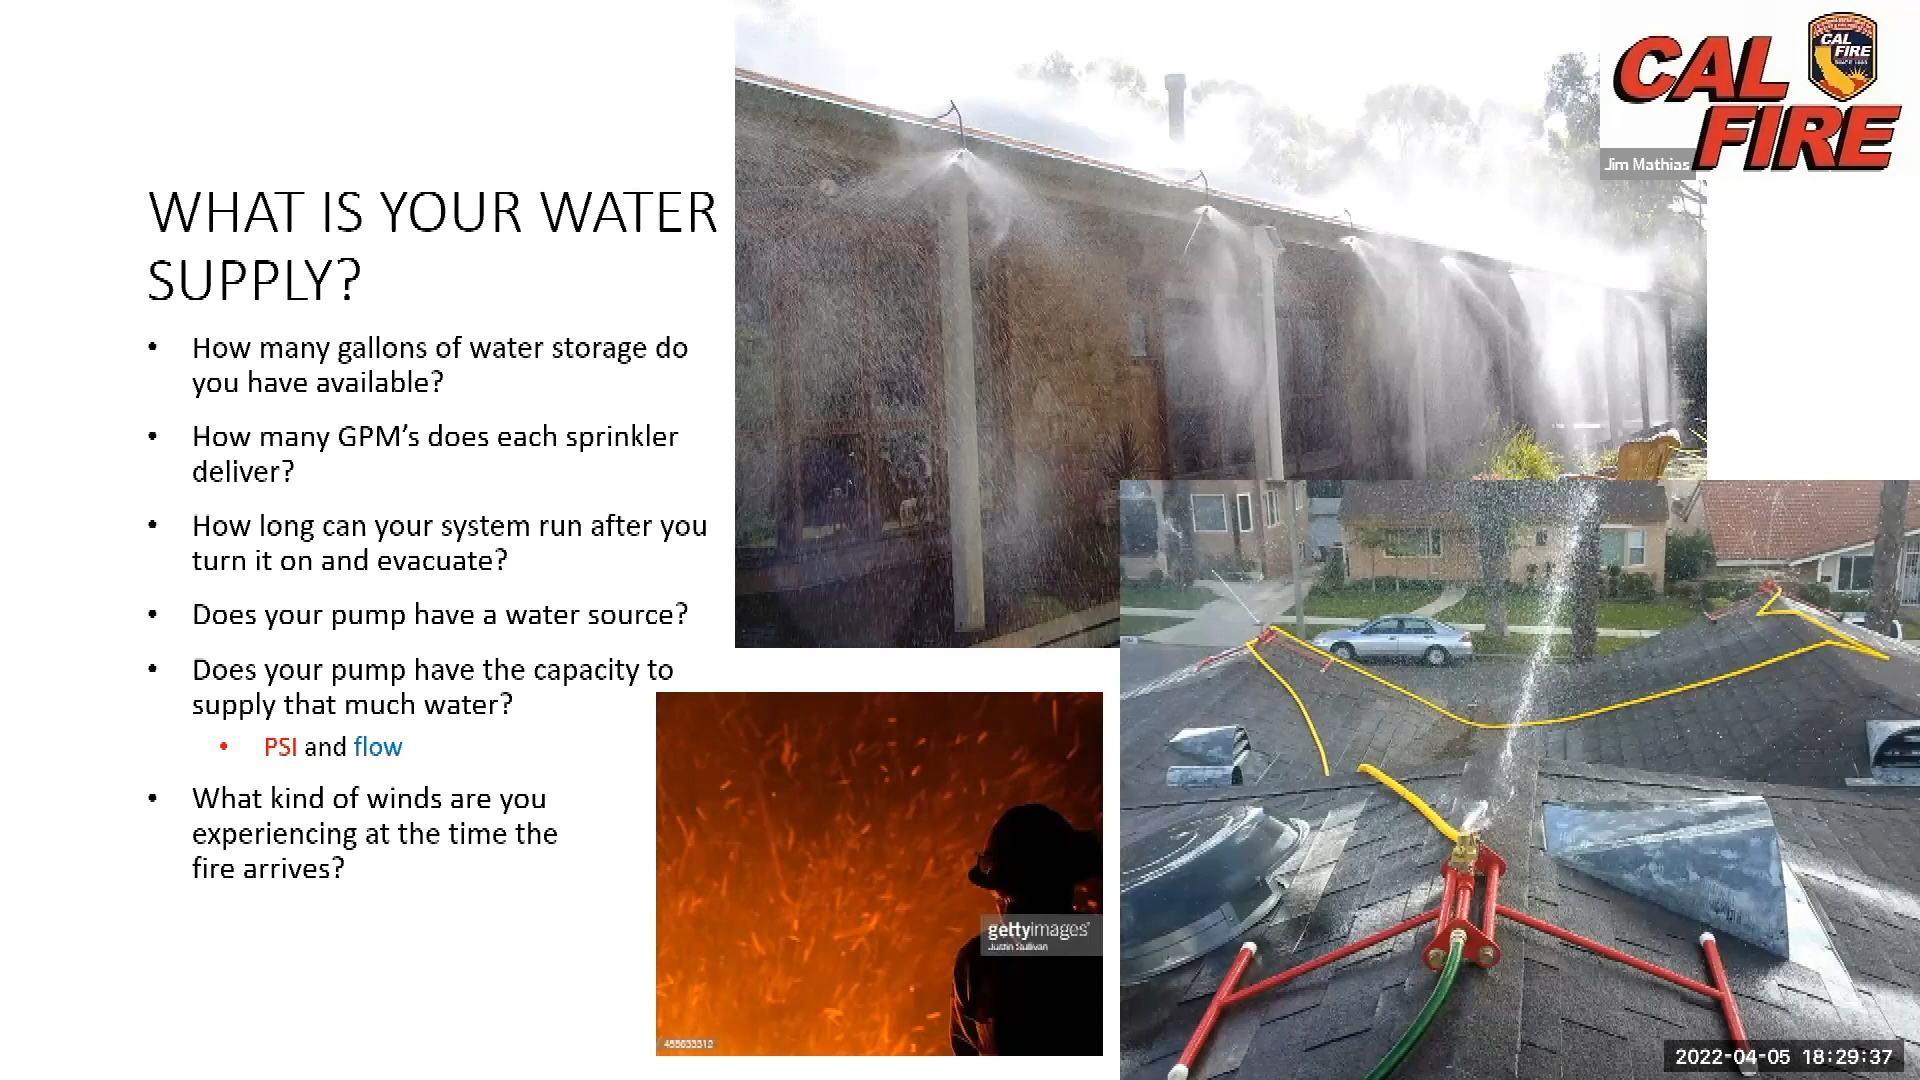 WHAT IS YOUR WATER
SUPPLY?
• How many gallons of water storage do
you have available?
• How many GPM’s does each sprinkler
deliver?
• How long can your system run after you
turn it on and evacuate?
• Does your pump have a water source?
• Does your pump have the capacity to
supply that much water?
• PSI and flow
• What kind of winds are you
experiencing at the time the
fire arrives?
CAL
FIRE
CAL
FIRE
Jim Mathias
gettyimages®
Justin Sullivan
2022-04-05 18:29:37